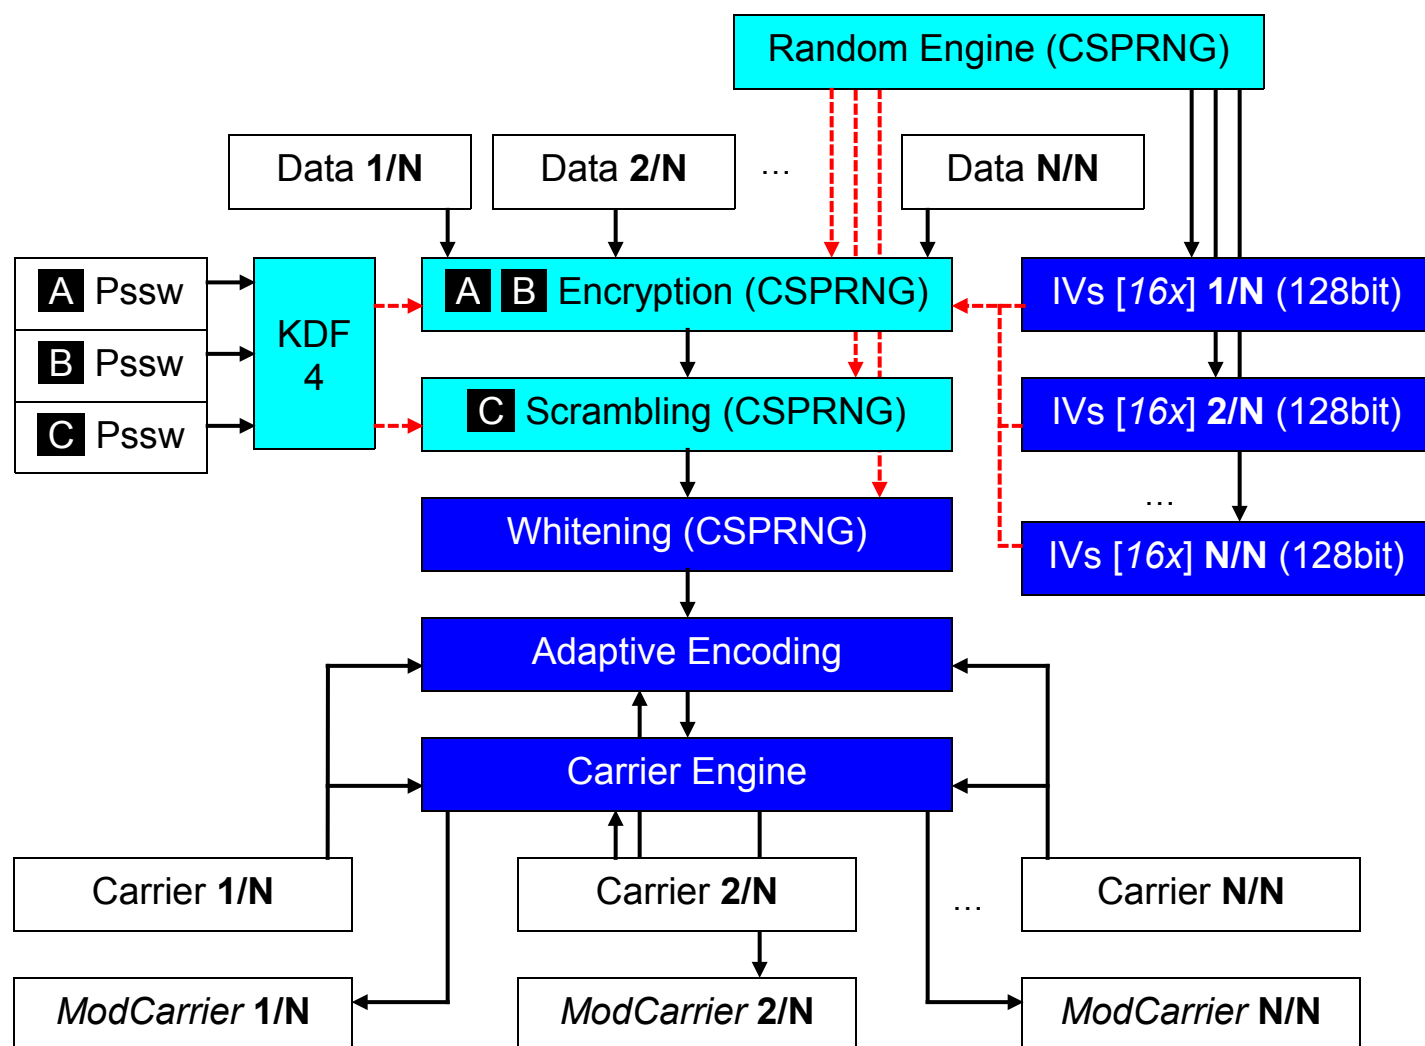 Random Engine (CSPRNG)
Data 1/N
Data 2/N
...
Data N/N
A Pssw
B Pssw
C Pssw
KDF
4
A B Encryption (CSPRNG)
IVs [16x] 1/N (128bit)
C Scrambling (CSPRNG)
IVs [16x] 2/N (128bit)
...
Whitening (CSPRNG)
IVs [16x] N/N (128bit)
Adaptive Encoding
Carrier Engine
Carrier 1/N
Carrier 2/N
...
Carrier N/N
ModCarrier 1/N
ModCarrier 2/N
ModCarrier N/N